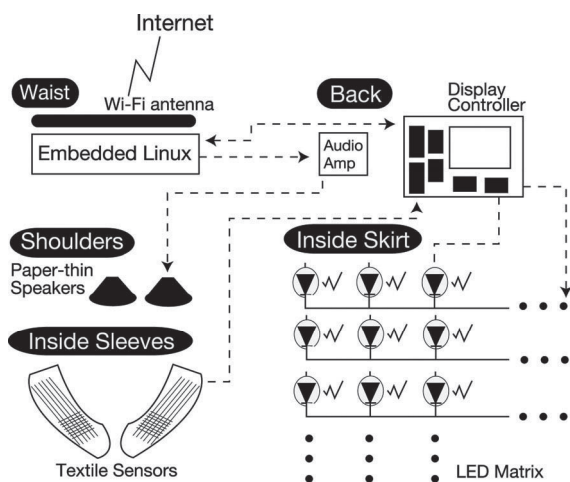 Internet
Waist
Wi-Fi antenna
Embedded Linux
Back
Audio
Amp
Display
Controller
Shoulders
Paper-thin
Speakers
Inside Skirt
Inside Sleeves
Textile Sensors
LED Matrix